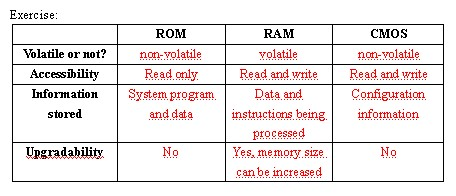 Exercise:
ROM RAM CMOS
Volatile or not? non-volatile volatile non-volatile
Accessibility Read only Read and write Read and write
Information System program Data and Configuration
stored and data instructions being information
processed
Upgradability No Yes, memory size No
can be increased